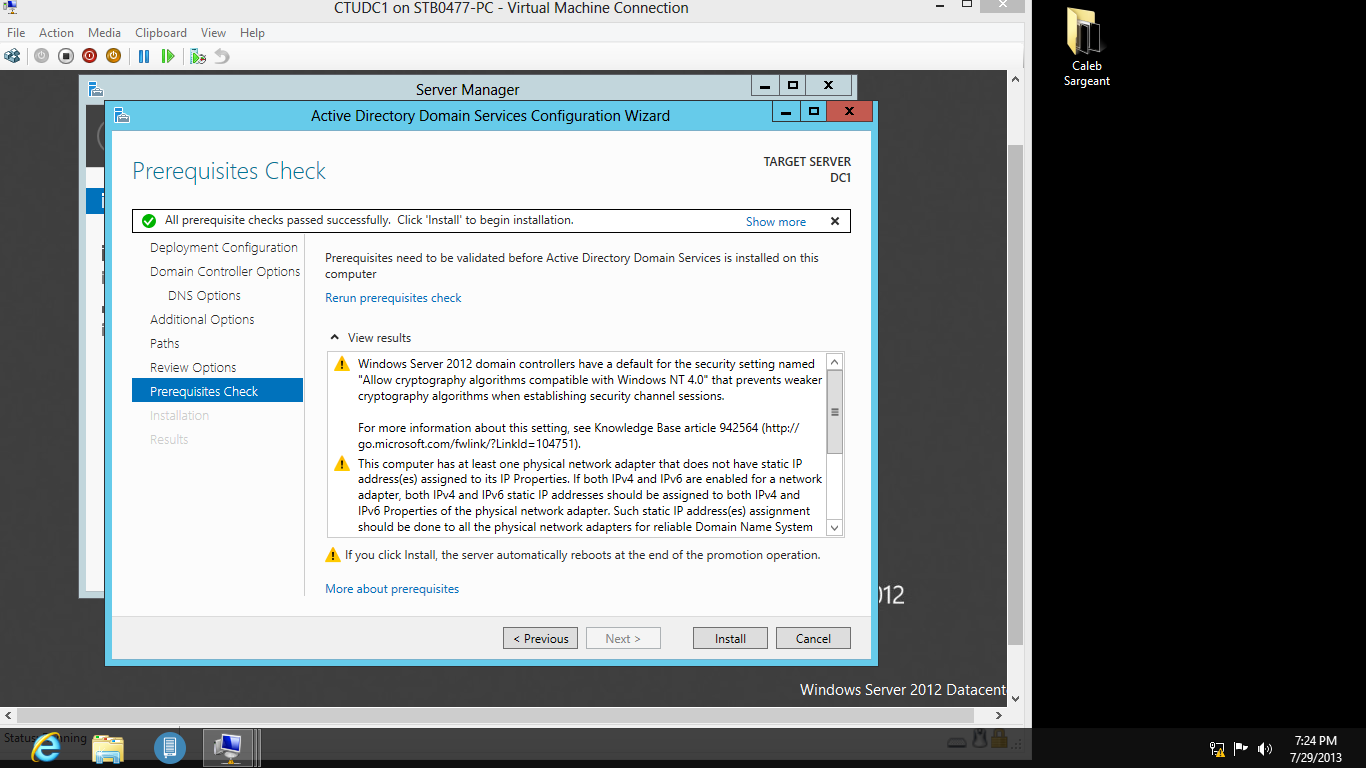 CTUDC1 on STB0477-PC - Virtual Machine Connection
File Action Media Clipboard View Help
Caleb
Sargeant
Server Manager
Active Directory Domain Services Configuration Wizard
Prerequisites Check
TARGET SERVER
DC1
All prerequisite checks passed successfully. Click 'Install' to begin installation.
Show more
Deployment Configuration
Domain Controller Options
DNS Options
Additional Options
Paths
Review Options
Prerequisites Check
Installation
Results
Prerequisites need to be validated before Active Directory Domain Services is installed on this
computer
Rerun prerequisites check
View results
Windows Server 2012 domain controllers have a default for the security setting named
"Allow cryptography algorithms compatible with Windows NT 4.0" that prevents weaker
cryptography algorithms when establishing security channel sessions.
For more information about this setting, see Knowledge Base article 942564 (http://
go.microsoft.com/fwlink/?LinkId=104751).
This computer has at least one physical network adapter that does not have static IP
address(es) assigned to its IP Properties. If both IPv4 and IPv6 are enabled for a network
adapter, both IPv4 and IPv6 static IP addresses should be assigned to both IPv4 and
IPv6 Properties of the physical network adapter. Such static IP address(es) assignment
should be done to all the physical network adapters for reliable Domain Name System
If you click Install, the server automatically reboots at the end of the promotion operation.
More about prerequisites
< Previous
Next >
Install
Cancel
012
Windows Server 2012 Datacent
7:24 PM
7/29/2013